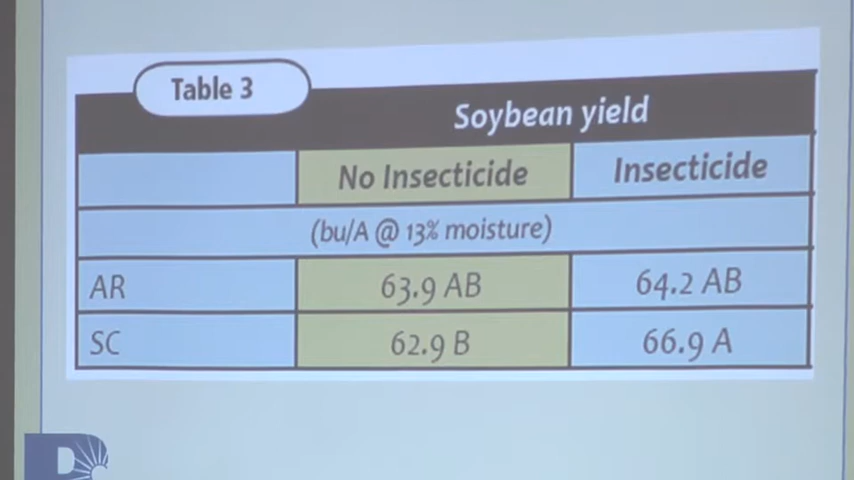 Table 3
Soybean yield
No Insecticide Insecticide
(bu/A @ 13% moisture)
AR 63.9 AB 64.2 AB
SC 62.9 B 66.9 A
D